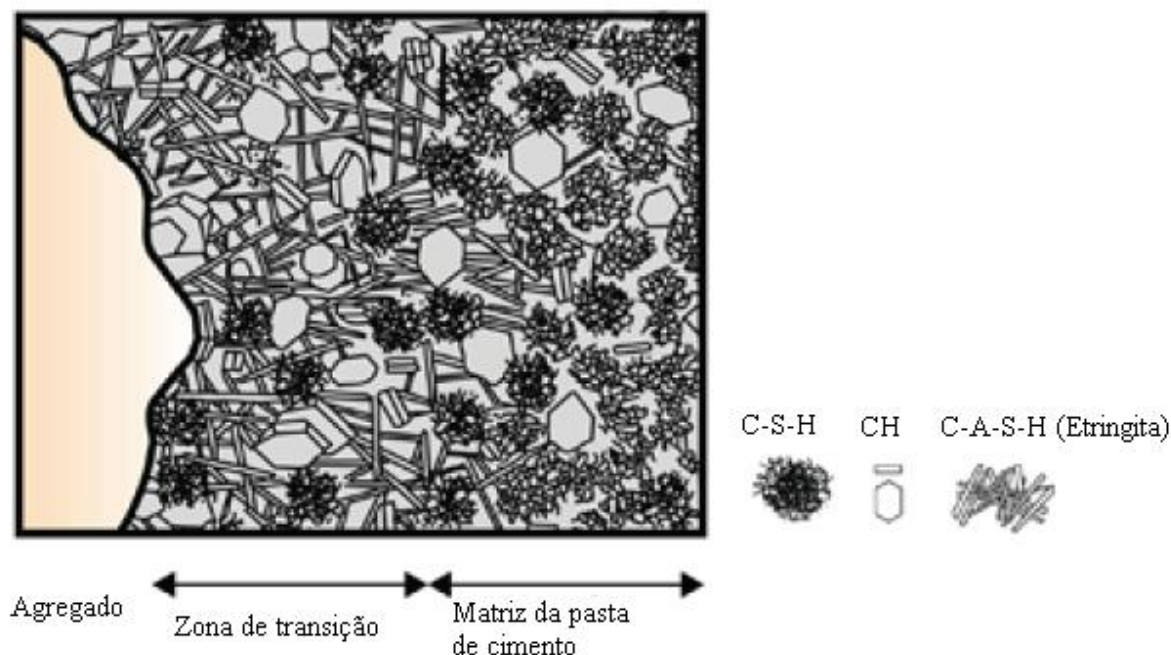 C-S-H
CH
C-A-S-H (Etringita)
Agregado
Zona de transição
Matriz da pasta
de cimento